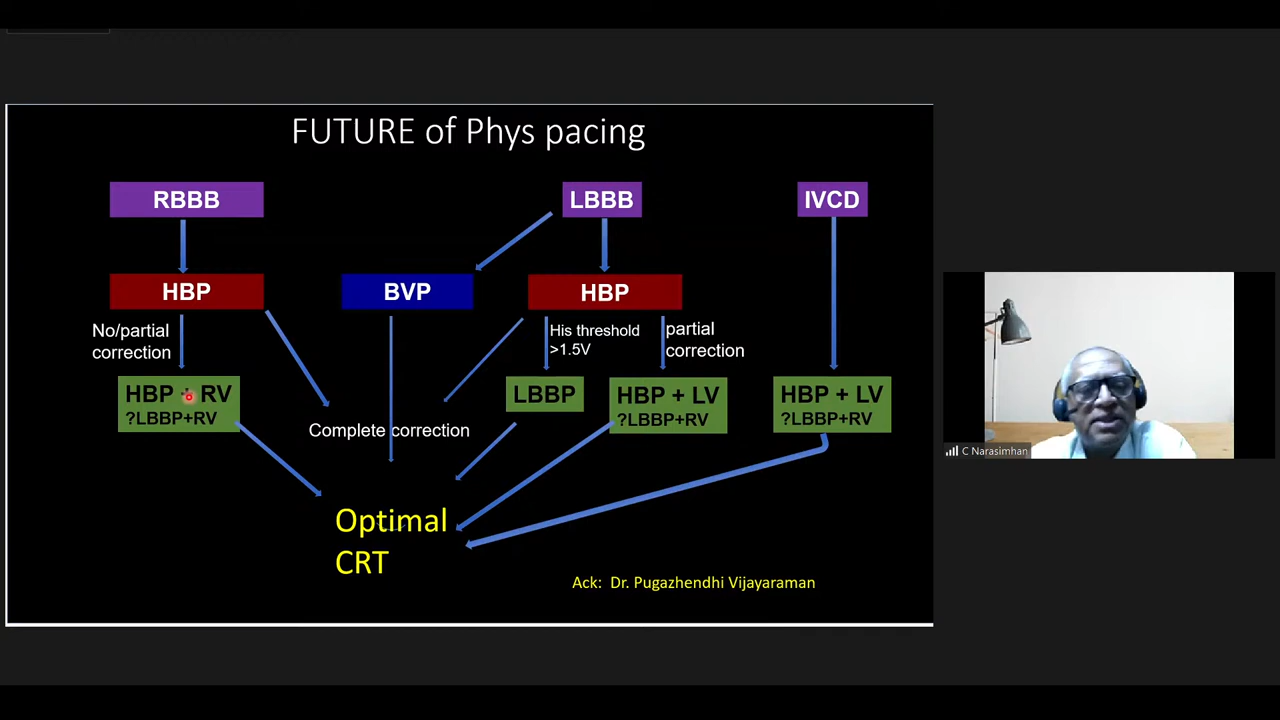 FUTURE of Phys pacing
RBBB
LBBB
IVCD
HBP
BVP
HBP
No/partial
correction
His threshold
>1.5V
partial
correction
HBP + RV
?LBBP+RV
LBBP
HBP + LV
?LBBP+RV
HBP + LV
?LBBP+RV
Complete correction
Optimal
CRT
Ack: Dr. Pugazhendhi Vijayaraman
C Narasimhan